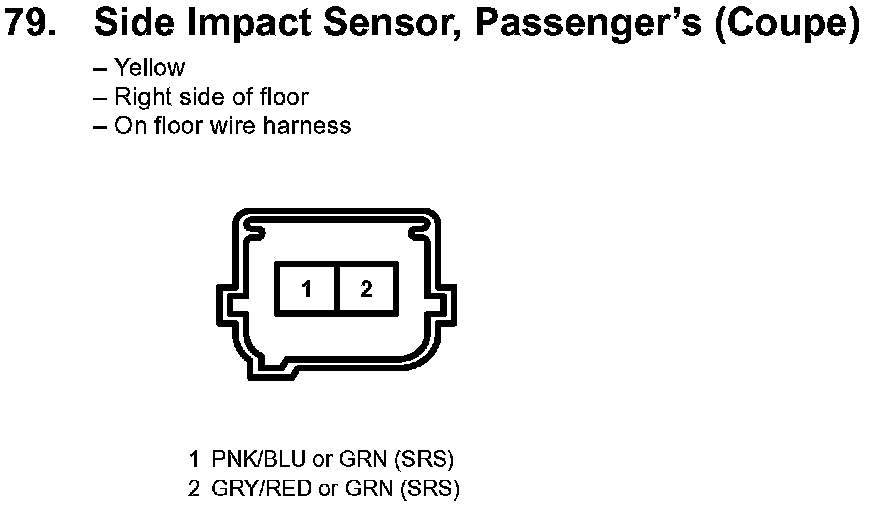 79. Side Impact Sensor, Passenger’s (Coupe)
– Yellow
– Right side of floor
– On floor wire harness
1 2
1 PNK/BLU or GRN (SRS)
2 GRY/RED or GRN (SRS)